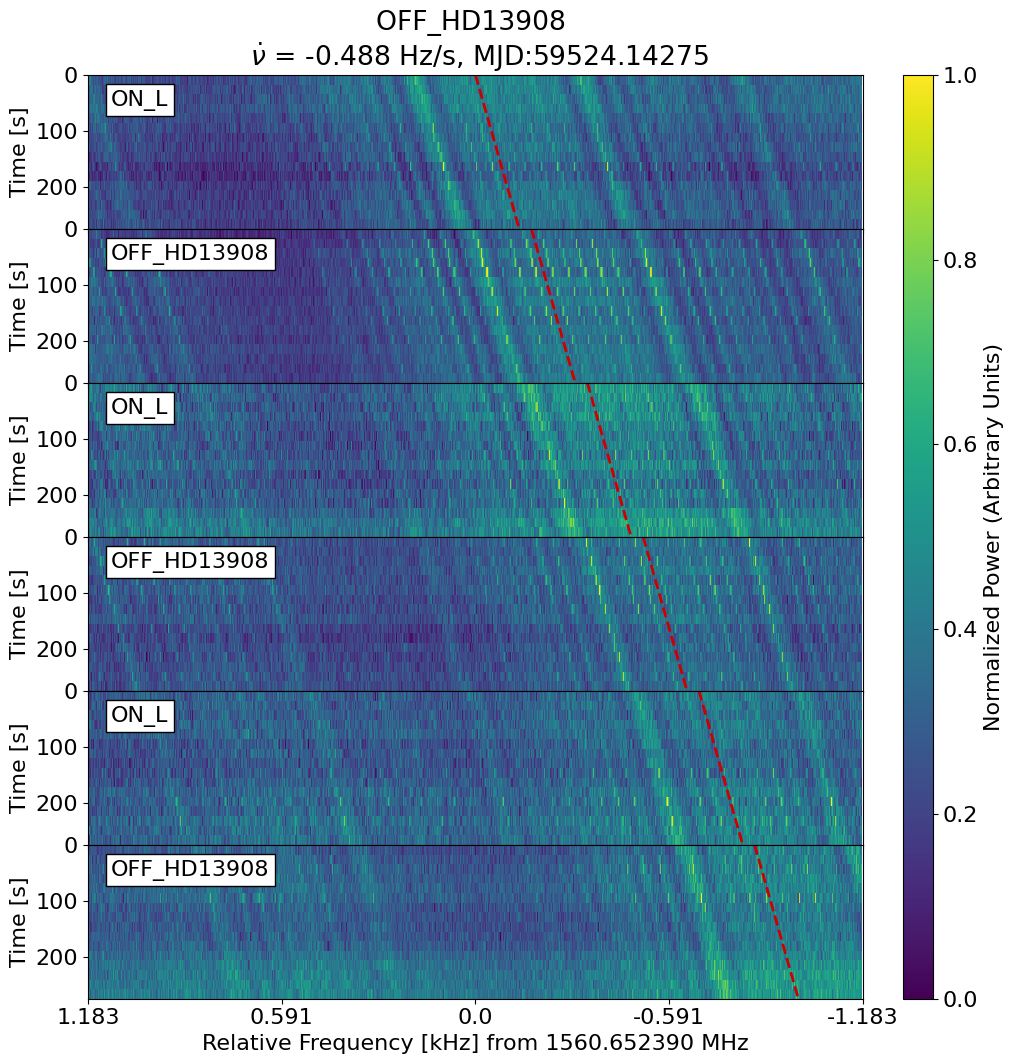 OFF_HD13908
ν̇ = -0.488 Hz/s, MJD:59524.14275
0
100
200
Time [s]
ON_L
0
100
200
Time [s]
OFF_HD13908
0
100
200
Time [s]
ON_L
0
100
200
Time [s]
OFF_HD13908
0
100
200
Time [s]
ON_L
0
100
200
Time [s]
OFF_HD13908
1.183 0.591 0.0 -0.591 -1.183
Relative Frequency [kHz] from 1560.652390 MHz
1.0
0.8
0.6
0.4
0.2
0.0
Normalized Power (Arbitrary Units)